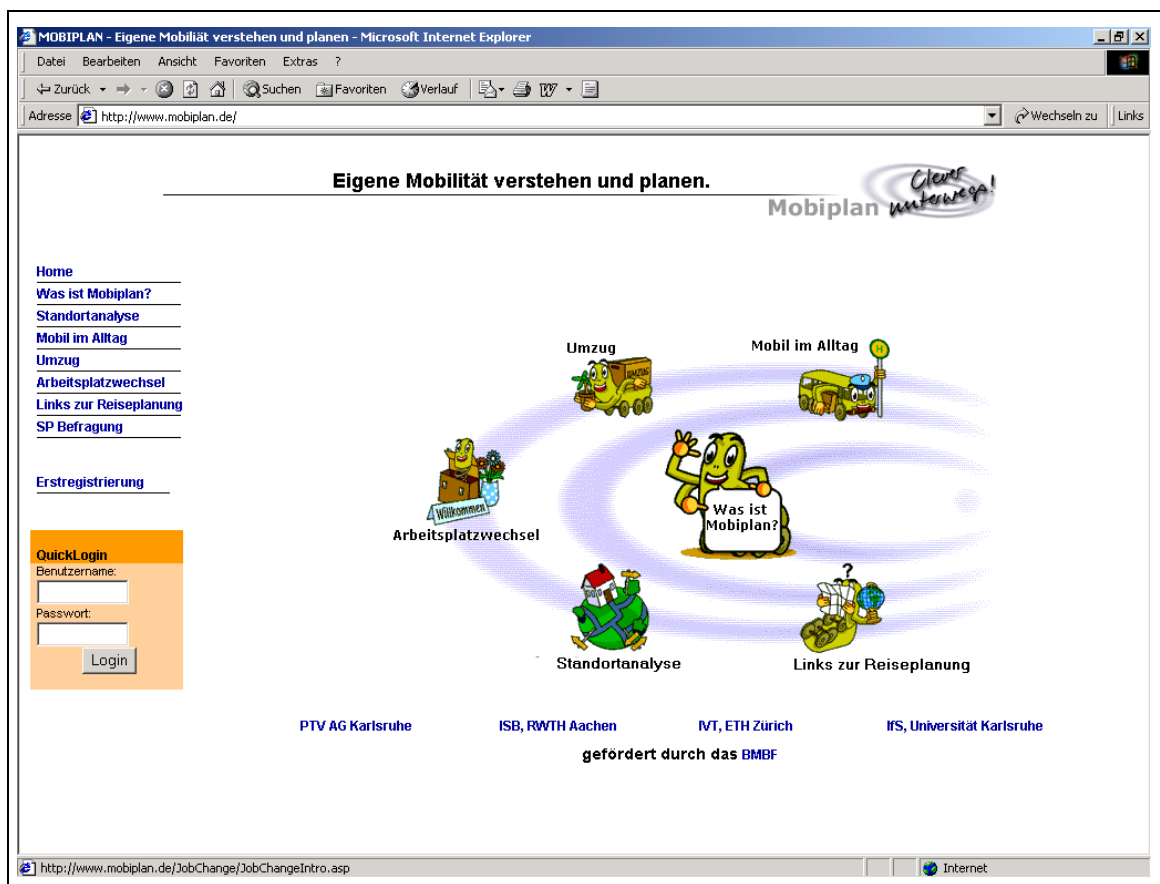 MOBIPLAN - Eigene Mobiliät verstehen und planen - Microsoft Internet Explorer
Datei Bearbeiten Ansicht Favoriten Extras ?
Zurück Suchen Favoriten Verlauf
Adresse http://www.mobiplan.de/ Wechseln zu Links
Eigene Mobilität verstehen und planen.
Mobiplan
Clever
unterwegs!
Home
Was ist Mobiplan?
Standortanalyse
Mobil im Alltag
Umzug
Arbeitsplatzwechsel
Links zur Reiseplanung
SP Befragung
Erstregistrierung
QuickLogin
Benutzername:
Passwort:
Login
Umzug
UMZUG
Mobil im Alltag
H
Willkommen
Arbeitsplatzwechsel
Was ist
Mobiplan?
Standortanalyse
?
Links zur Reiseplanung
PTV AG Karlsruhe ISB, RWTH Aachen IVT, ETH Zürich IfS, Universität Karlsruhe
gefördert durch das BMBF
http://www.mobiplan.de/JobChange/JobChangeIntro.asp Internet